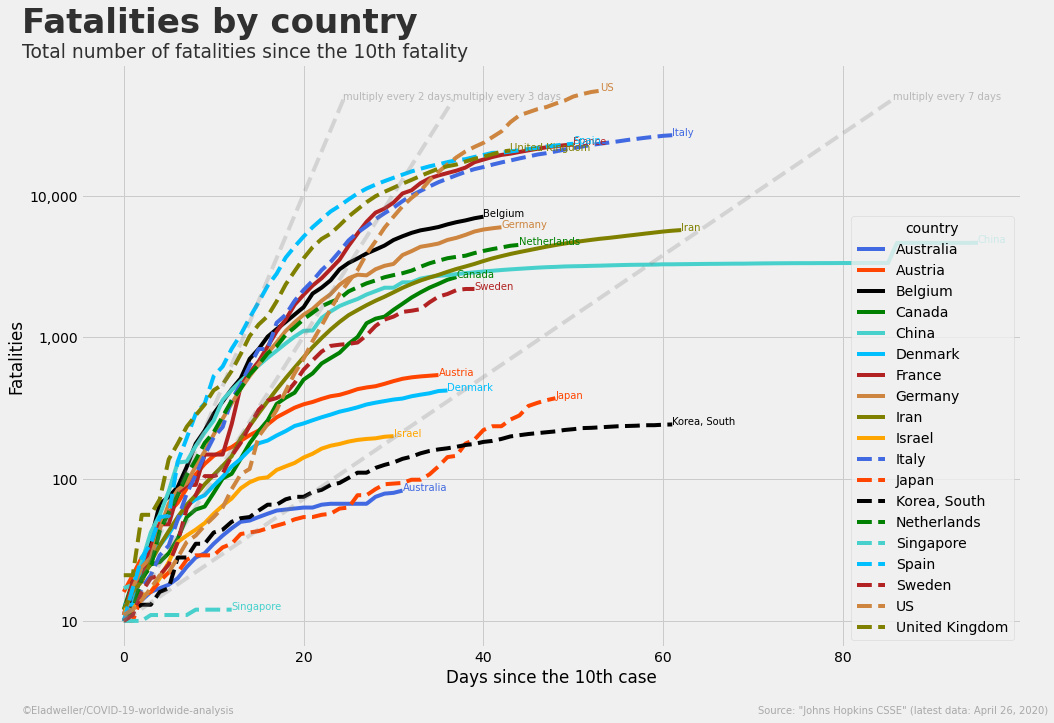 Fatalities by country
Total number of fatalities since the 10th fatality
multiply every 2 days
multiply every 3 days
US
multiply every 7 days
Italy
Spain
France
United Kingdom
10,000
Belgium
Germany
Iran
Netherlands
China
Canada
Sweden
1,000
Austria
Denmark
Japan
Korea, South
Israel
100
Australia
Singapore
10
Fatalities
0
20
40
60
80
Days since the 10th case
country
Australia
Austria
Belgium
Canada
China
Denmark
France
Germany
Iran
Israel
Italy
Japan
Korea, South
Netherlands
Singapore
Spain
Sweden
US
United Kingdom
©Eladweller/COVID-19-worldwide-analysis
Source: "Johns Hopkins CSSE" (latest data: April 26, 2020)